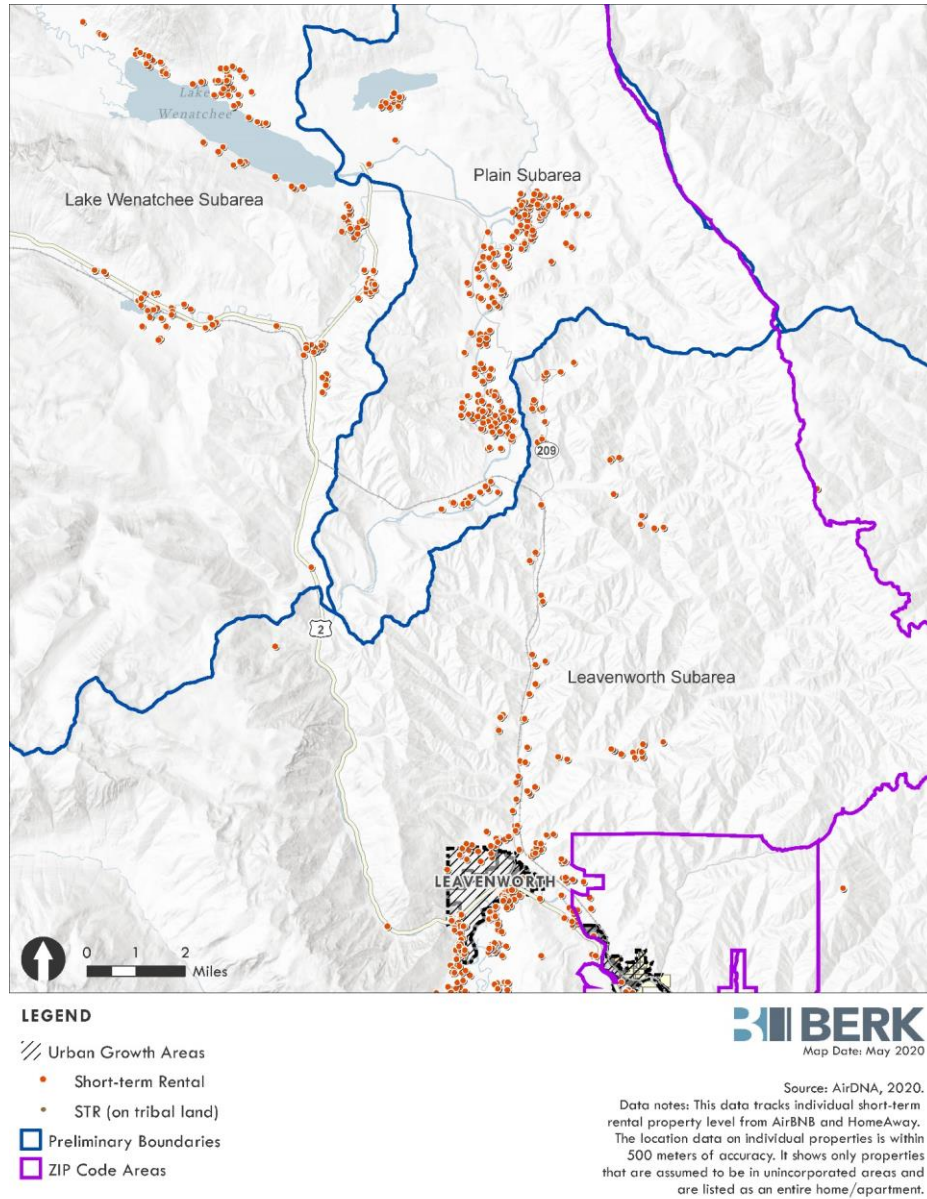 Lake
Wenatchee
Plain Subarea
Lake Wenatchee Subarea
209
2
Leavenworth Subarea
LEAVENWORTH
0 2
Miles
LEGEND
Urban Growth Areas
Short-term Rental
STR (on tribal land)
Preliminary Boundaries
ZIP Code Areas
BERK
Map Date: May 2020
Source: AirDNA, 2020.
Data notes: This data tracks individual short-term
rental property level from AirBNB and HomeAway.
The location data on individual properties is within
500 meters of accuracy. It shows only properties
that are assumed to be in unincorporated areas and
are listed as an entire home/apartment.